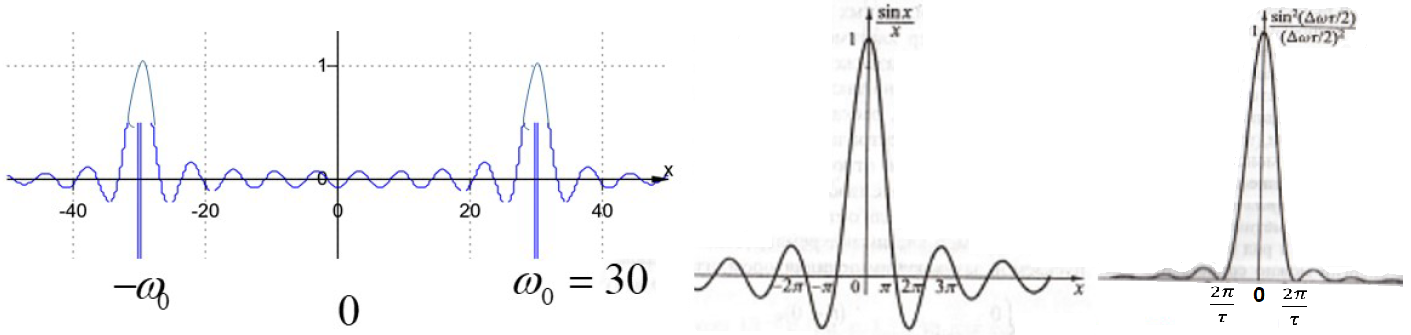 1
0
x
-40 -20 0 20 40
-ω₀
0
ω₀ = 30
sin x
x
1
-2π -π 0 π 2π 3π x
sin²(Δωτ/2)
(Δωτ/2)²
1
2π 0 2π
τ τ